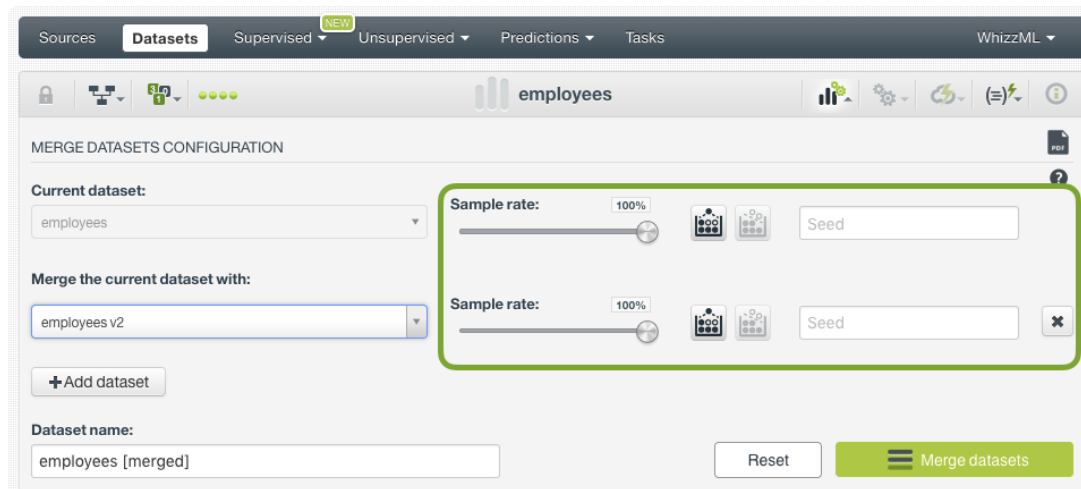 NEW
Sources Datasets Supervised Unsupervised Predictions Tasks WhizzML
employees
MERGE DATASETS CONFIGURATION
PDF
?
Current dataset:
employees
Sample rate: 100%
Seed
Merge the current dataset with:
employees v2
Sample rate: 100%
Seed
+Add dataset
Dataset name:
employees [merged]
Reset
Merge datasets